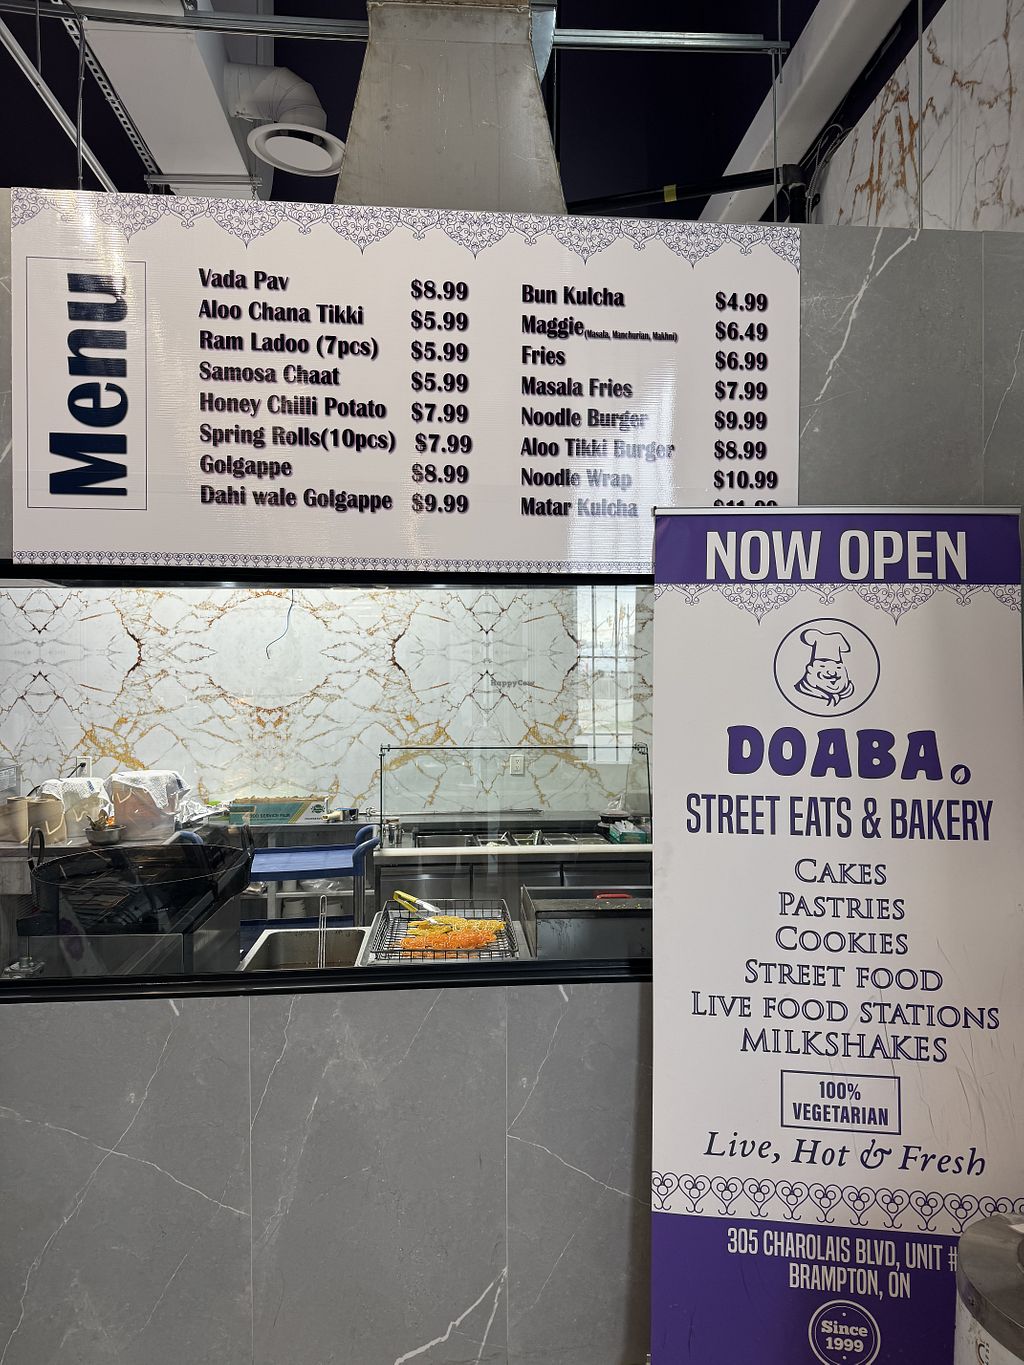 Menu
Vada Pav $8.99
Aloo Chana Tikki $5.99
Ram Ladoo (7pcs) $5.99
Samosa Chaat $5.99
Honey Chilli Potato $7.99
Spring Rolls(10pcs) $7.99
Golgappe $8.99
Dahi wale Golgappe $9.99
Bun Kulcha $4.99
Maggie(Masala, Manchurian, Makhni) $6.49
Fries $6.99
Masala Fries $7.99
Noodle Burger $9.99
Aloo Tikki Burger $8.99
Noodle Wrap $10.99
Matar Kulcha
NOW OPEN
DOABA
STREET EATS & BAKERY
CAKES
PASTRIES
COOKIES
STREET FOOD
LIVE FOOD STATIONS
MILKSHAKES
100%
VEGETARIAN
Live, Hot & Fresh
305 CHAROLAIS BLVD, UNIT #
BRAMPTON, ON
Since
1999
HappyCow